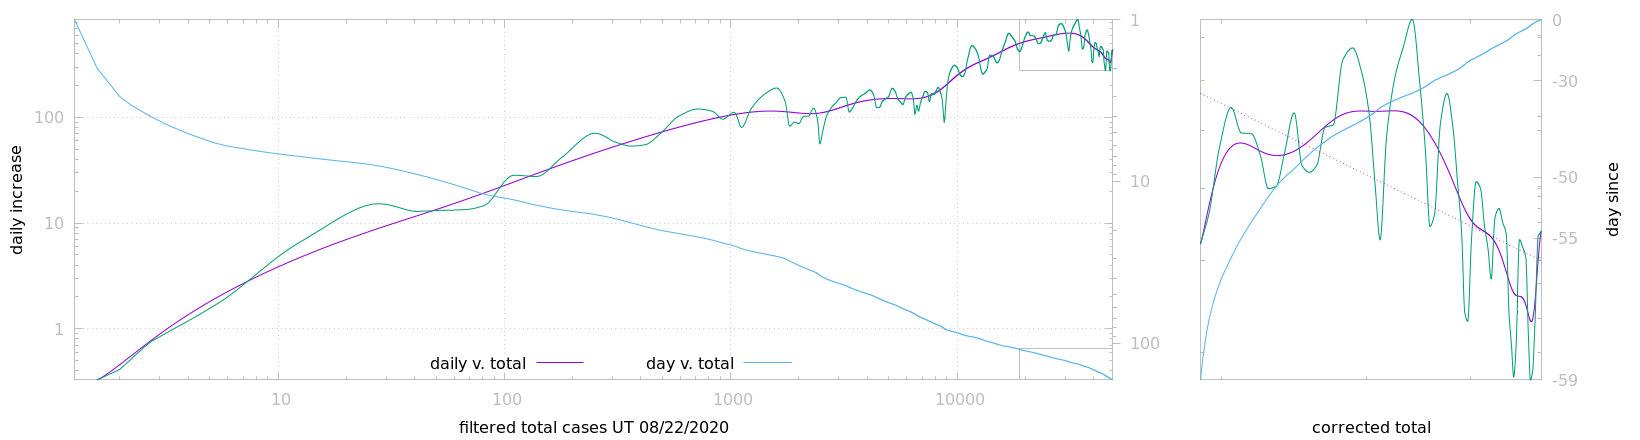 daily increase
100
10
1
10
100
1000
10000
1
10
100
daily v. total
day v. total
filtered total cases UT 08/22/2020
0
-30
-50
-55
-59
day since
corrected total